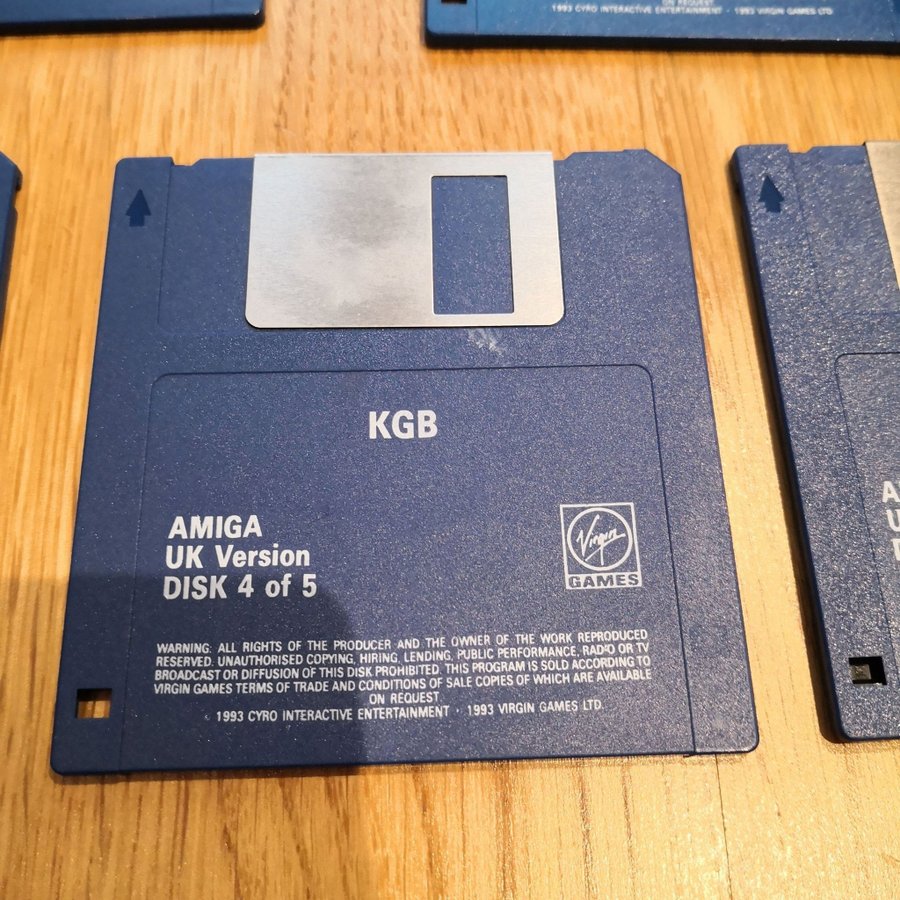 ON REQUEST
1993 CYRO INTERACTIVE ENTERTAINMENT · 1993 VIRGIN GAMES LTD
KGB
AMIGA
UK Version
DISK 4 of 5
Virgin
GAMES
WARNING: ALL RIGHTS OF THE PRODUCER AND THE OWNER OF THE WORK REPRODUCED
RESERVED. UNAUTHORISED COPYING, HIRING, LENDING, PUBLIC PERFORMANCE, RADIO OR TV
BROADCAST OR DIFFUSION OF THIS DISK PROHIBITED. THIS PROGRAM IS SOLD ACCORDING TO
VIRGIN GAMES TERMS OF TRADE AND CONDITIONS OF SALE COPIES OF WHICH ARE AVAILABLE
ON REQUEST
1993 CYRO INTERACTIVE ENTERTAINMENT · 1993 VIRGIN GAMES LTD.